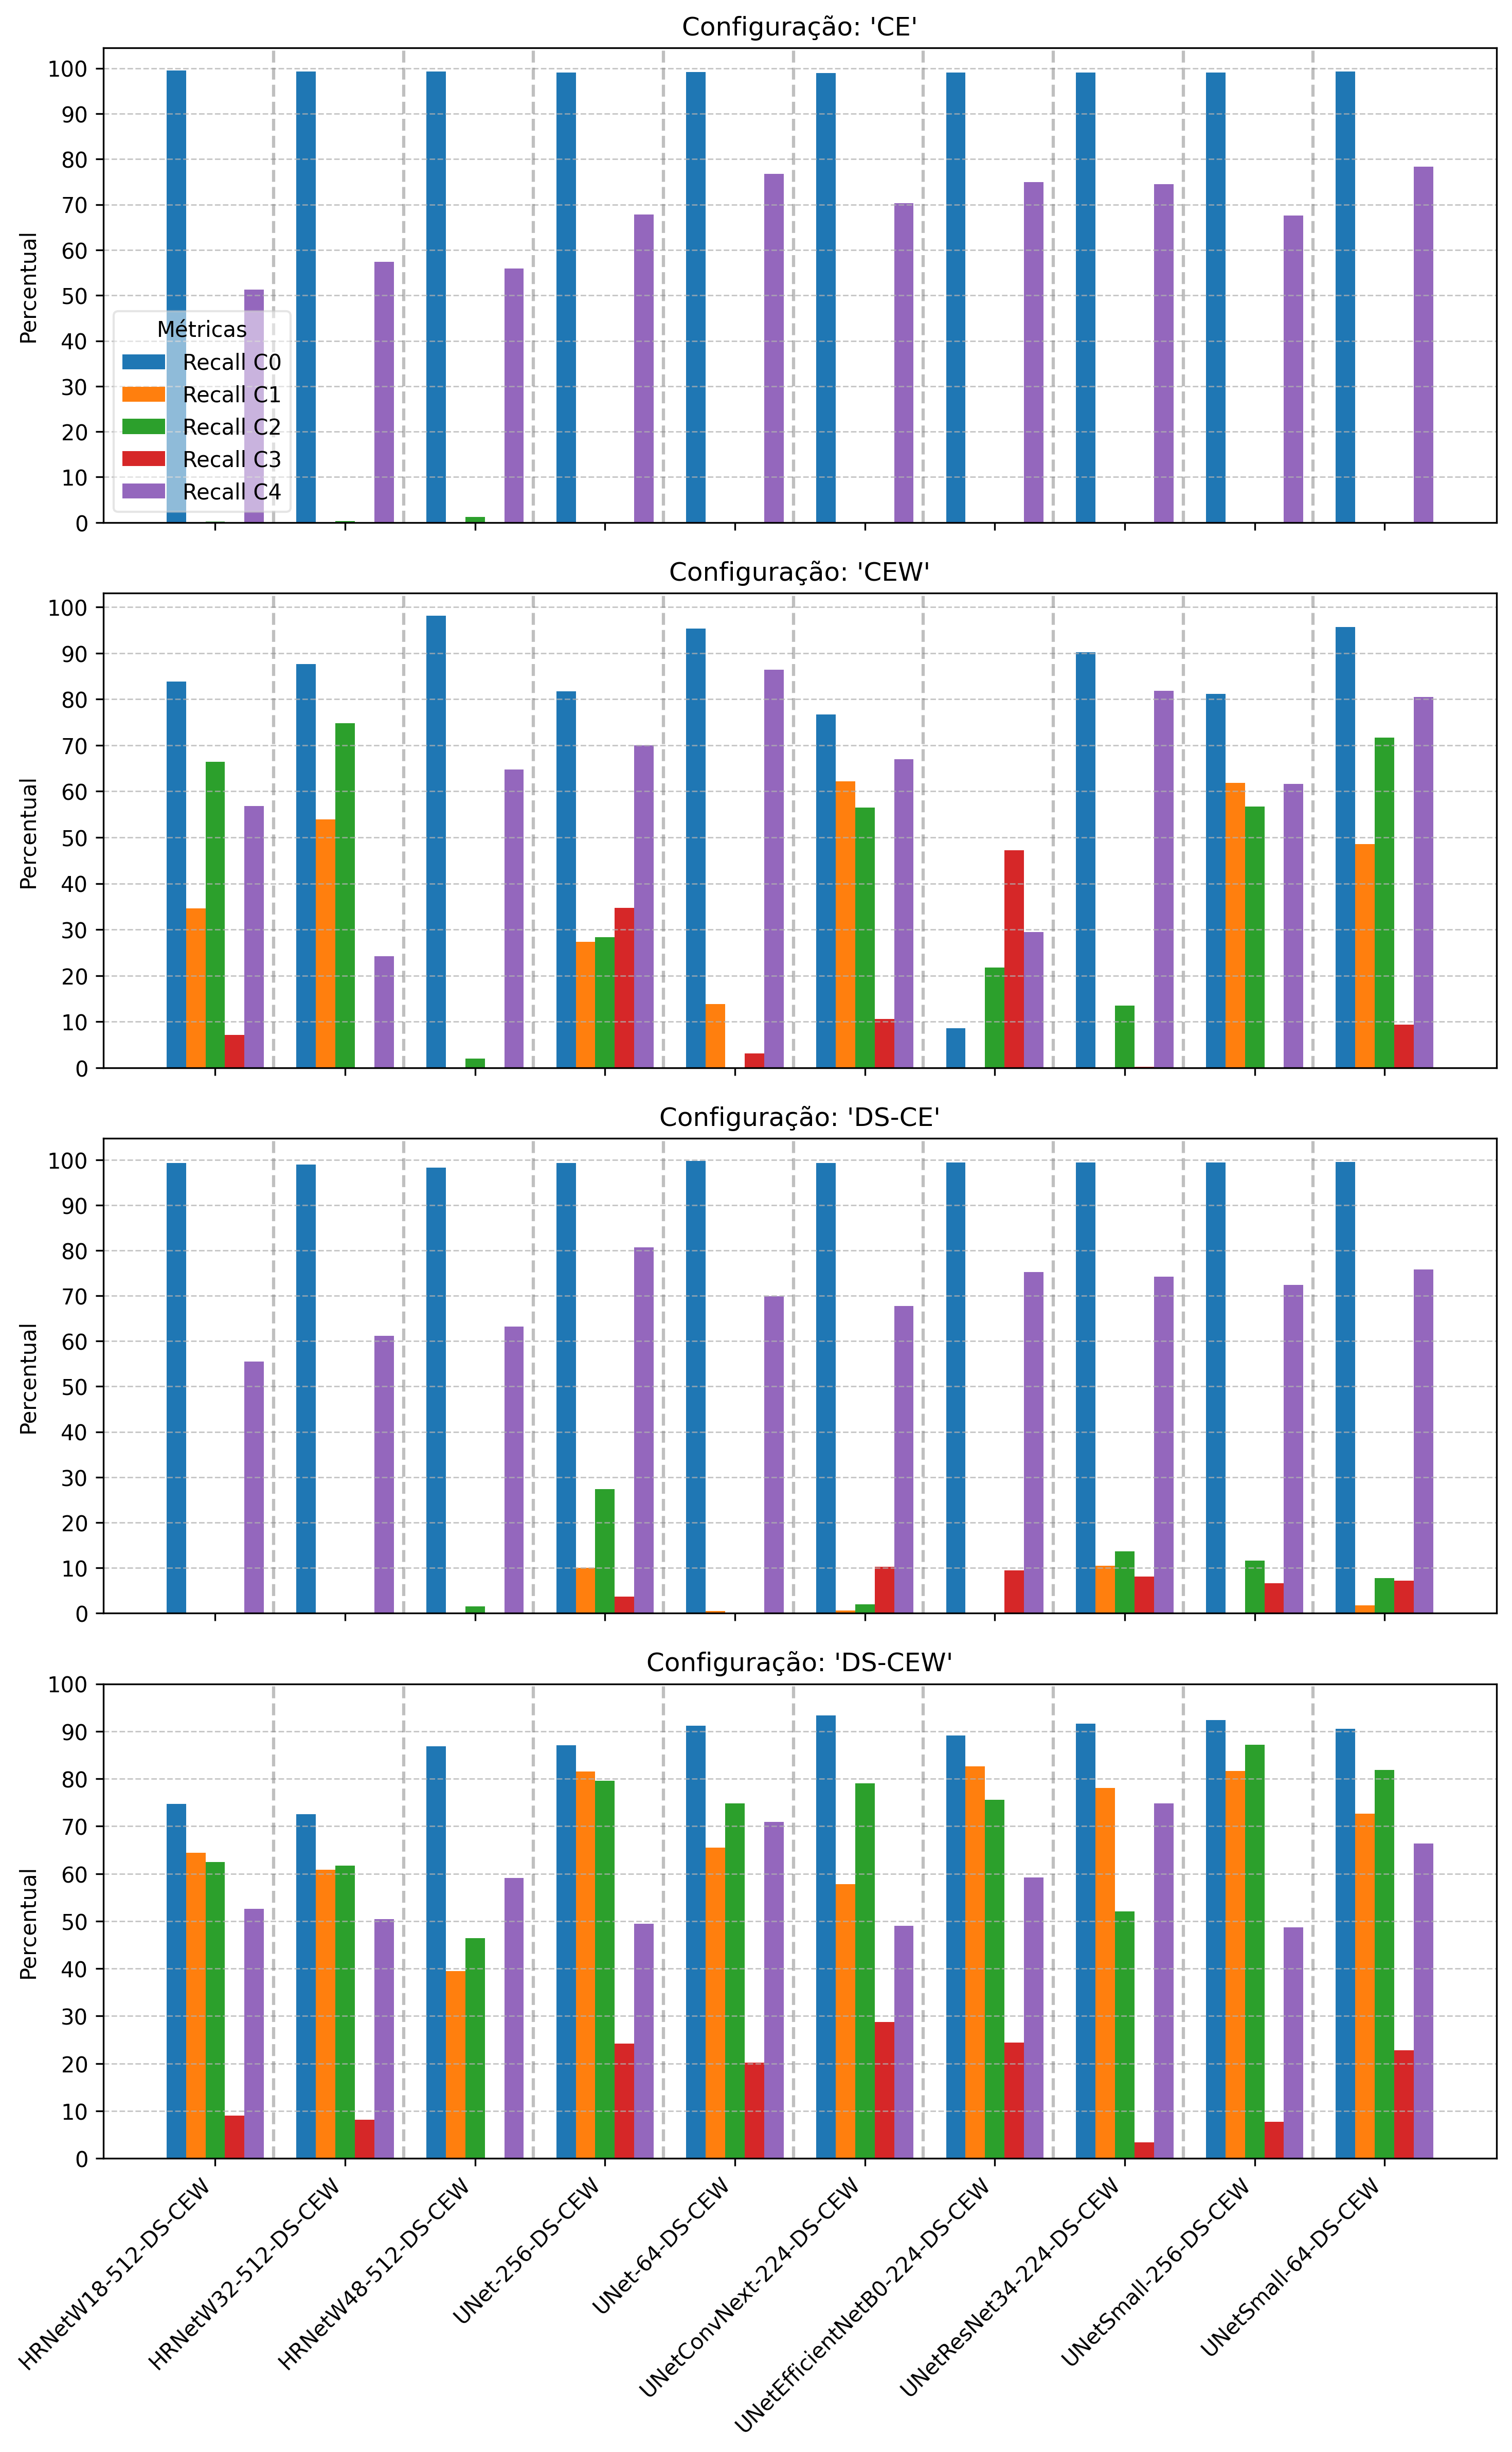 Configuração: 'CE'
Percentual
100
90
80
70
60
50
40
30
20
10
0
Métricas
Recall C0
Recall C1
Recall C2
Recall C3
Recall C4
Configuração: 'CEW'
Percentual
100
90
80
70
60
50
40
30
20
10
0
Configuração: 'DS-CE'
Percentual
100
90
80
70
60
50
40
30
20
10
0
Configuração: 'DS-CEW'
Percentual
100
90
80
70
60
50
40
30
20
10
0
HRNetW18-512-DS-CEW
HRNetW32-512-DS-CEW
HRNetW48-512-DS-CEW
UNet-256-DS-CEW
UNet-64-DS-CEW
UNetConvNext-224-DS-CEW
UNetEfficientNetB0-224-DS-CEW
UNetResNet34-224-DS-CEW
UNetSmall-256-DS-CEW
UNetSmall-64-DS-CEW